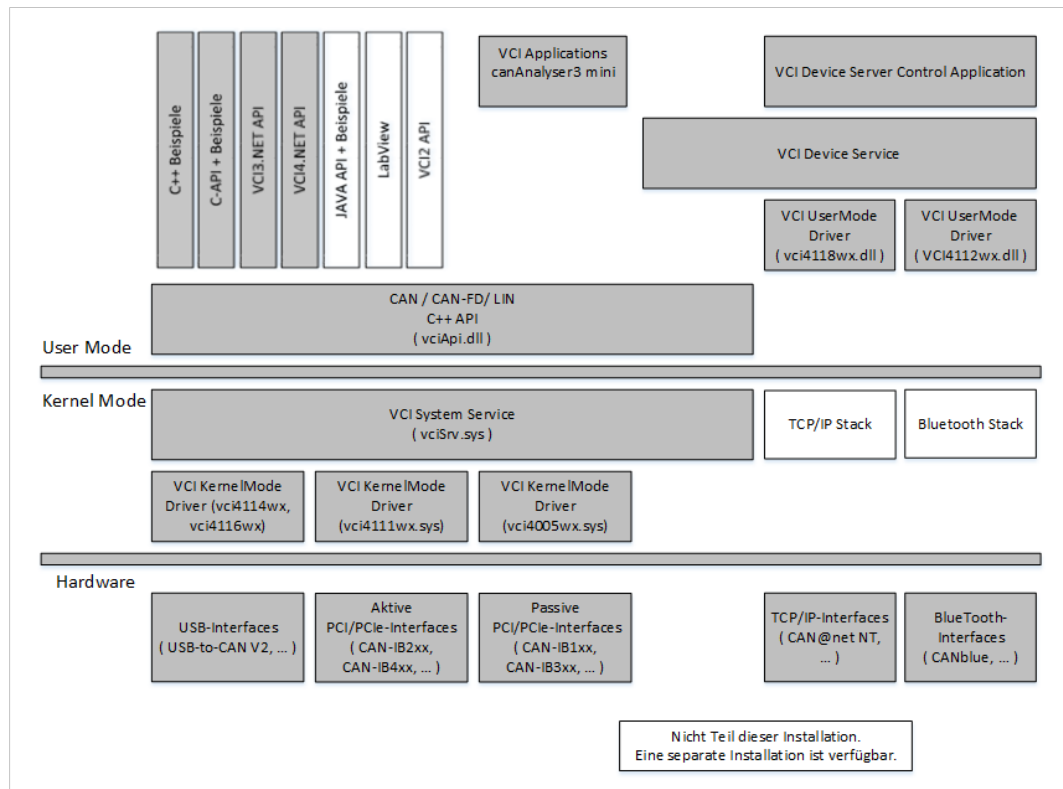 C++ Beispiele
C-API + Beispiele
VCI3.NET API
VCI4.NET API
JAVA API + Beispiele
LabView
VCI2 API
VCI Applications
canAnalyser3 mini
VCI Device Server Control Application
VCI Device Service
VCI UserMode
Driver
( vci4118wx.dll )
VCI UserMode
Driver
( VCI4112wx.dll )
CAN / CAN-FD/ LIN
C++ API
( vciApi.dll )
User Mode
Kernel Mode
VCI System Service
( vciSrv.sys )
TCP/IP Stack
Bluetooth Stack
VCI KernelMode
Driver (vci4114wx,
vci4116wx)
VCI KernelMode
Driver
(vci4111wx.sys)
VCI KernelMode
Driver
(vci4005wx.sys)
Hardware
USB-Interfaces
( USB-to-CAN V2, ... )
Aktive
PCI/PCIe-Interfaces
( CAN-IB2xx,
CAN-IB4xx, ... )
Passive
PCI/PCIe-Interfaces
( CAN-IB1xx,
CAN-IB3xx, ... )
TCP/IP-Interfaces
( CAN@net NT,
... )
BlueTooth-
Interfaces
( CANblue, ... )
Nicht Teil dieser Installation.
Eine separate Installation ist verfügbar.